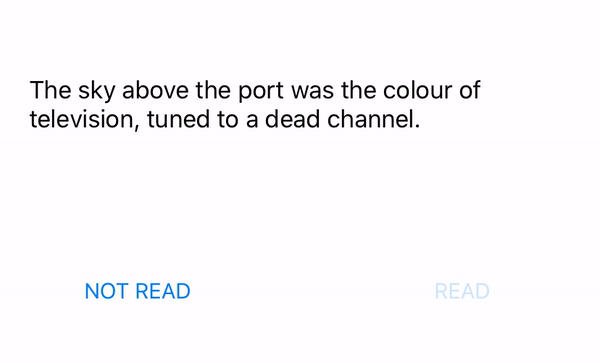 The sky above the port was the colour of
television, tuned to a dead channel.
NOT READ
READ